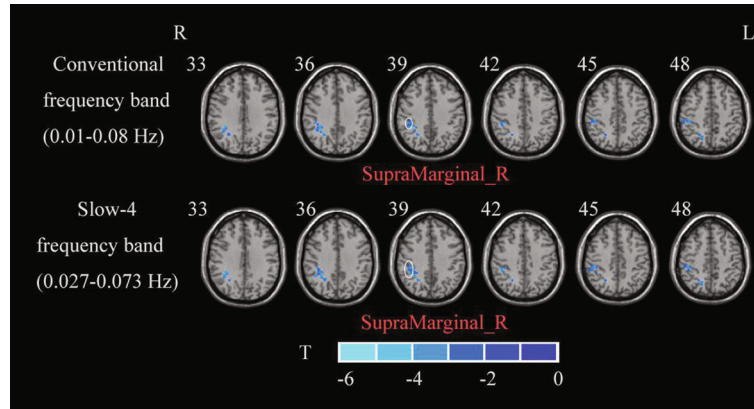 R L
Conventional
frequency band
(0.01-0.08 Hz)
33 36 39 42 45 48
SupraMarginal_R
Slow-4
frequency band
(0.027-0.073 Hz)
33 36 39 42 45 48
SupraMarginal_R
T
-6 -4 -2 0